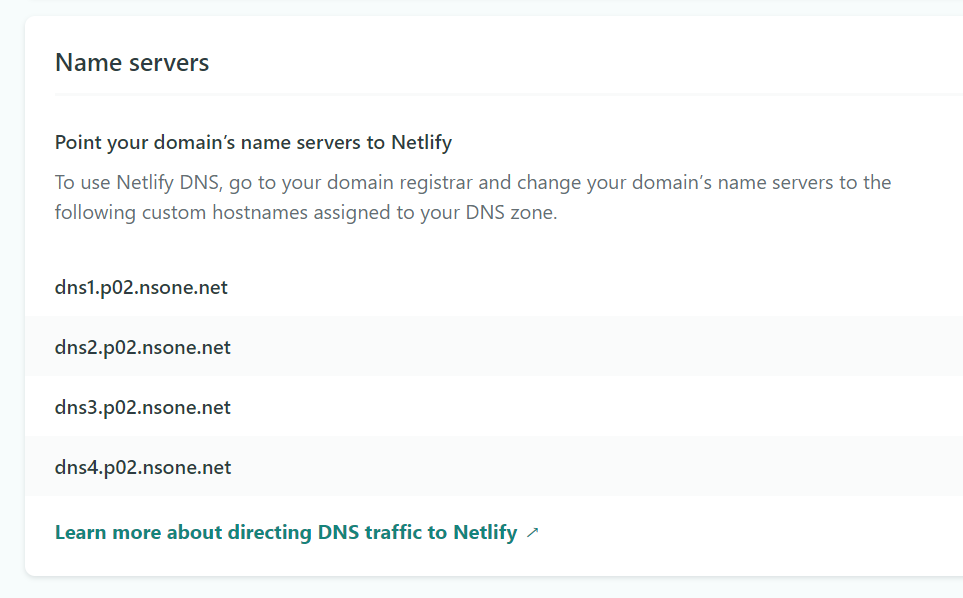 Name servers
Point your domain’s name servers to Netlify
To use Netlify DNS, go to your domain registrar and change your domain’s name servers to the
following custom hostnames assigned to your DNS zone.
dns1.p02.nsone.net
dns2.p02.nsone.net
dns3.p02.nsone.net
dns4.p02.nsone.net
Learn more about directing DNS traffic to Netlify ↗